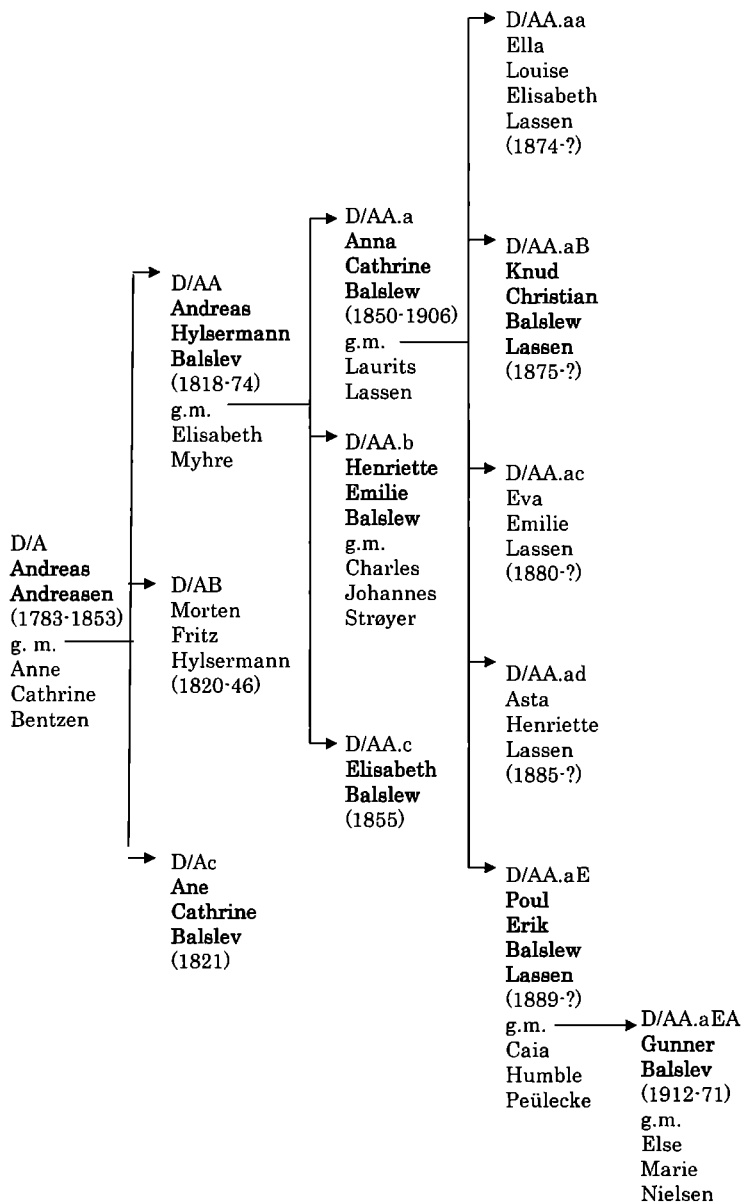 D/A
Andreas
Andreasen
(1783-1853)
g. m.
Anne
Cathrine
Bentzen
D/AA
Andreas
Hylsermann
Balslev
(1818-74)
g.m.
Elisabeth
Myhre
D/AB
Morten
Fritz
Hylsermann
(1820-46)
D/Ac
Ane
Cathrine
Balslev
(1821)
D/AA.a
Anna
Cathrine
Balslew
(1850-1906)
g.m.
Laurits
Lassen
D/AA.b
Henriette
Emilie
Balslew
g.m.
Charles
Johannes
Strøyer
D/AA.c
Elisabeth
Balslew
(1855)
D/AA.aa
Ella
Louise
Elisabeth
Lassen
(1874-?)
D/AA.aB
Knud
Christian
Balslew
Lassen
(1875-?)
D/AA.ac
Eva
Emilie
Lassen
(1880-?)
D/AA.ad
Asta
Henriette
Lassen
(1885-?)
D/AA.aE
Poul
Erik
Balslew
Lassen
(1889-?)
g.m.
Caia
Humble
Peülecke
D/AA.aEA
Gunner
Balslev
(1912-71)
g.m.
Else
Marie
Nielsen